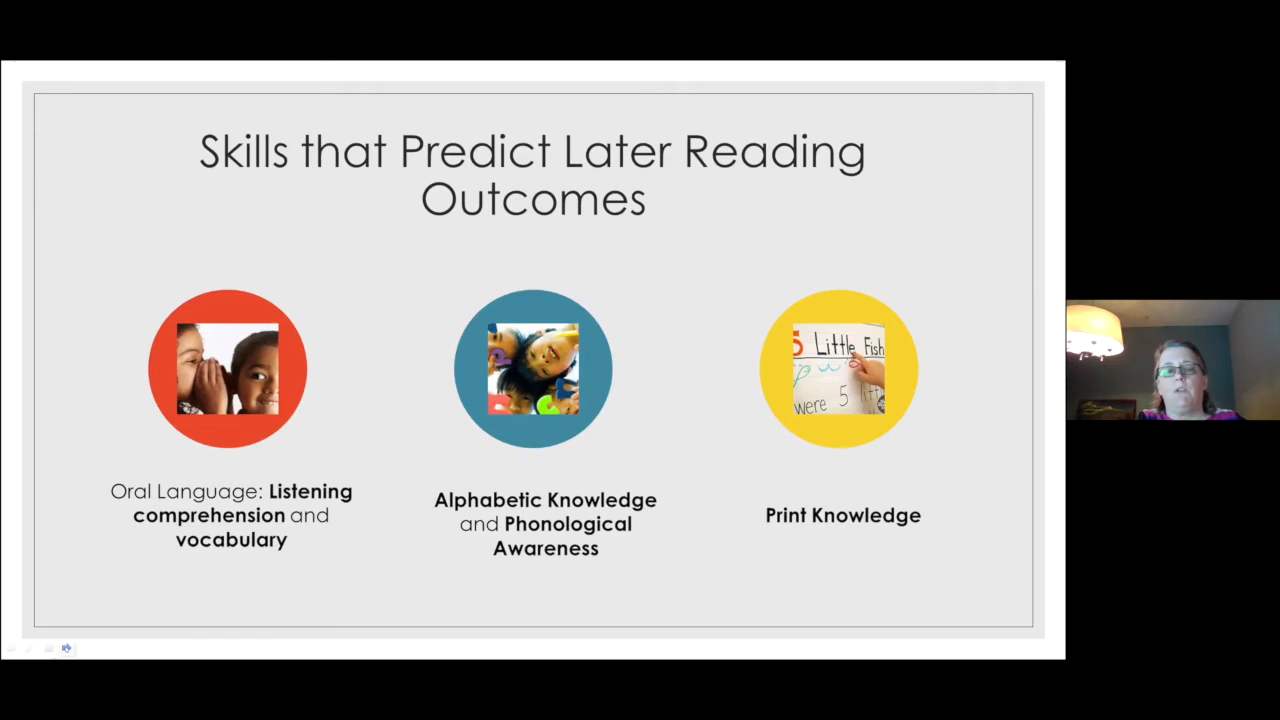 Skills that Predict Later Reading
Outcomes
5 Little Fish
were 5 littl
Oral Language: Listening
comprehension and
vocabulary
Alphabetic Knowledge
and Phonological
Awareness
Print Knowledge